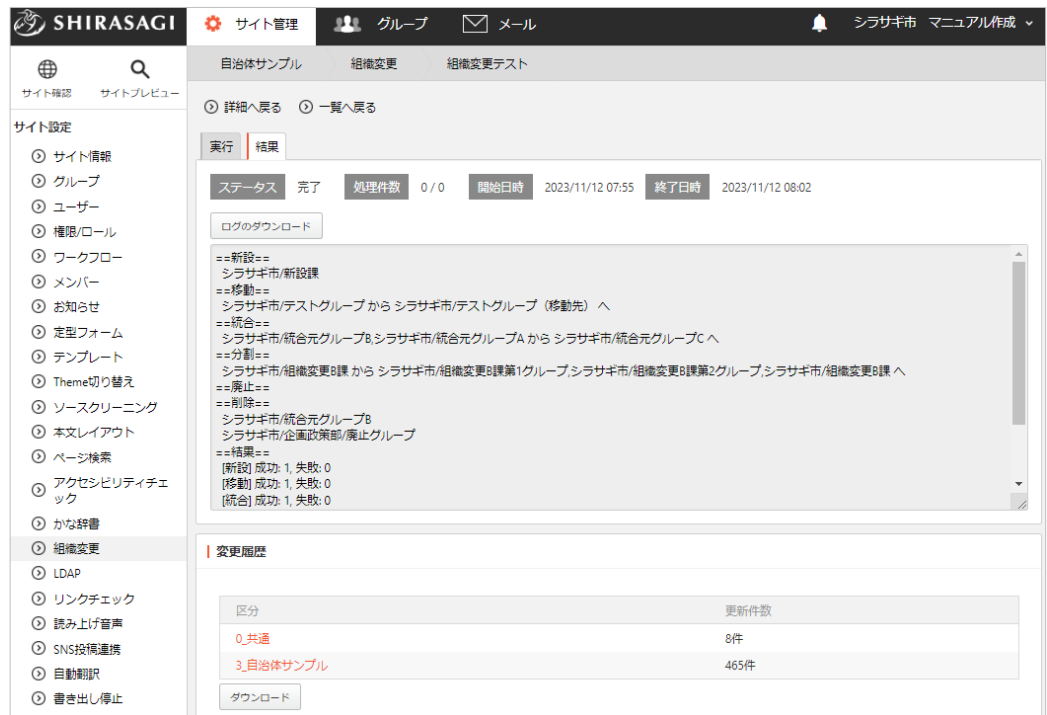 SHIRASAGI
サイト管理
グループ
メール
シラサギ市 マニュアル作成
サイト確認
サイトプレビュー
サイト設定
サイト情報
グループ
ユーザー
権限/ロール
ワークフロー
メンバー
お知らせ
定型フォーム
テンプレート
Theme切り替え
ソースクリーニング
本文レイアウト
ページ検索
アクセシビリティチェ
ック
かな辞書
組織変更
LDAP
リンクチェック
読み上げ音声
SNS投稿連携
自動翻訳
書き出し停止
自治体サンプル 組織変更 組織変更テスト
詳細へ戻る 一覧へ戻る
実行 結果
ステータス 完了 処理件数 0 / 0 開始日時 2023/11/12 07:55 終了日時 2023/11/12 08:02
ログのダウンロード
==新設==
シラサギ市/新設課
==移動==
シラサギ市/テストグループ から シラサギ市/テストグループ（移動先） へ
==統合==
シラサギ市/統合元グループB,シラサギ市/統合元グループA から シラサギ市/統合元グループC へ
==分割==
シラサギ市/組織変更B課 から シラサギ市/組織変更B課第1グループ,シラサギ市/組織変更B課第2グループ,シラサギ市/組織変更B課 へ
==廃止==
==削除==
シラサギ市/統合元グループB
シラサギ市/企画政策部/廃止グループ
==結果==
[新設] 成功: 1, 失敗: 0
[移動] 成功: 1, 失敗: 0
[統合] 成功: 1, 失敗: 0
変更履歴
区分 更新件数
0_共通 8件
3_自治体サンプル 465件
ダウンロード